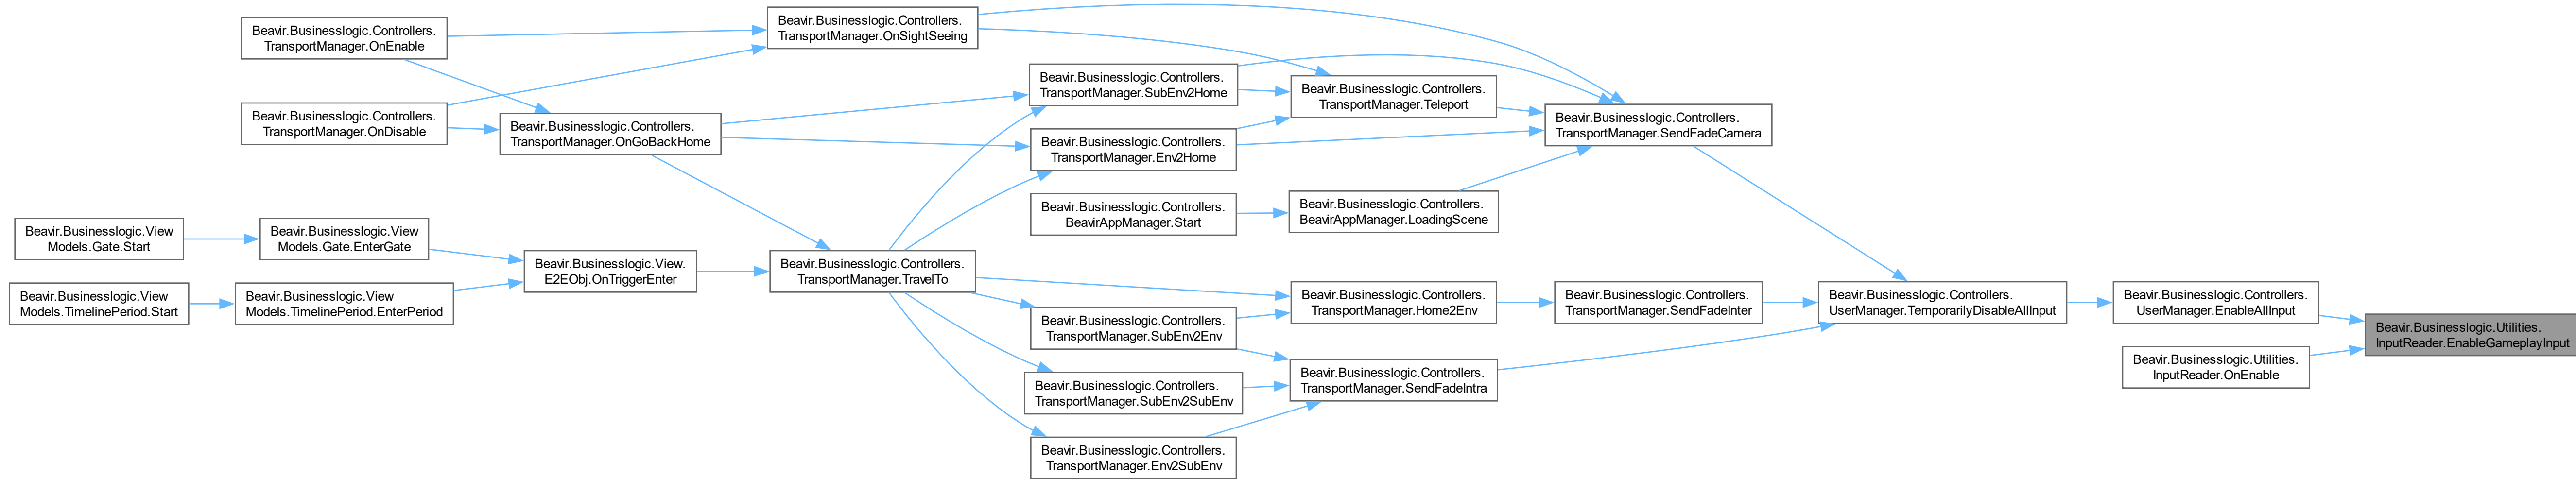 Beavir.Businesslogic.Controllers.
TransportManager.OnEnable
Beavir.Businesslogic.Controllers.
TransportManager.OnDisable
Beavir.Businesslogic.View
Models.Gate.Start
Beavir.Businesslogic.View
Models.TimelinePeriod.Start
Beavir.Businesslogic.View
Models.Gate.EnterGate
Beavir.Businesslogic.View
Models.TimelinePeriod.EnterPeriod
Beavir.Businesslogic.Controllers.
TransportManager.OnGoBackHome
Beavir.Businesslogic.View.
E2EObj.OnTriggerEnter
Beavir.Businesslogic.Controllers.
TransportManager.OnSightSeeing
Beavir.Businesslogic.Controllers.
TransportManager.TravelTo
Beavir.Businesslogic.Controllers.
TransportManager.SubEnv2Home
Beavir.Businesslogic.Controllers.
TransportManager.Env2Home
Beavir.Businesslogic.Controllers.
BeavirAppManager.Start
Beavir.Businesslogic.Controllers.
TransportManager.SubEnv2Env
Beavir.Businesslogic.Controllers.
TransportManager.SubEnv2SubEnv
Beavir.Businesslogic.Controllers.
TransportManager.Env2SubEnv
Beavir.Businesslogic.Controllers.
TransportManager.Teleport
Beavir.Businesslogic.Controllers.
BeavirAppManager.LoadingScene
Beavir.Businesslogic.Controllers.
TransportManager.Home2Env
Beavir.Businesslogic.Controllers.
TransportManager.SendFadeIntra
Beavir.Businesslogic.Controllers.
TransportManager.SendFadeCamera
Beavir.Businesslogic.Controllers.
TransportManager.SendFadeInter
Beavir.Businesslogic.Controllers.
UserManager.TemporarilyDisableAllInput
Beavir.Businesslogic.Controllers.
UserManager.EnableAllInput
Beavir.Businesslogic.Utilities.
InputReader.OnEnable
Beavir.Businesslogic.Utilities.
InputReader.EnableGameplayInput